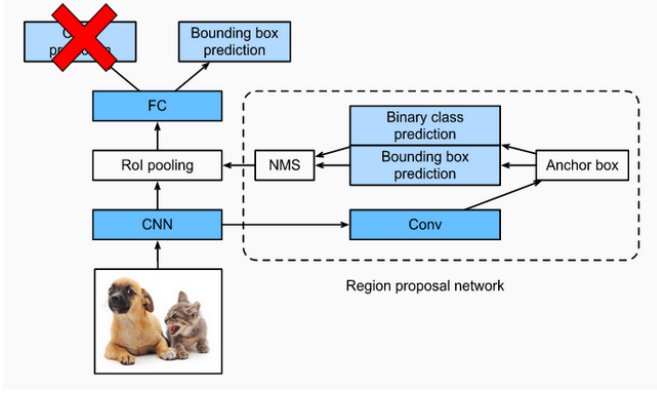 Bounding box
prediction
FC
Binary class
prediction
RoI pooling
NMS
Bounding box
prediction
Anchor box
CNN
Conv
Region proposal network